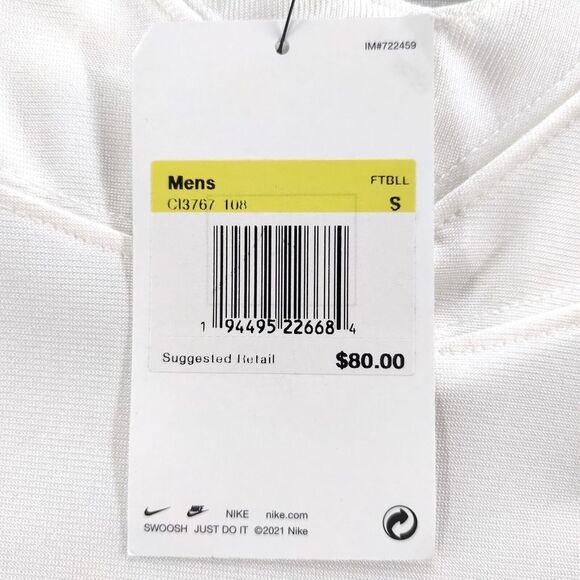 IM#722459
Mens FTBLL
CI3767 108 S
1 94495 22668 4
Suggested Retail $80.00
NIKE nike.com
SWOOSH JUST DO IT ©2021 Nike